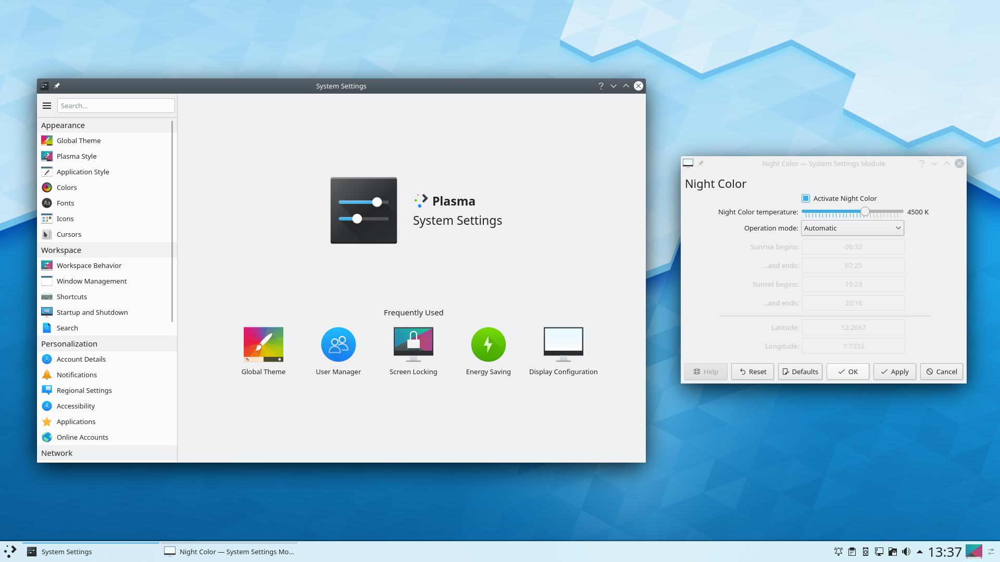 System Settings
Search...
Appearance
Global Theme
Plasma Style
Application Style
Colors
Fonts
Icons
Cursors
Workspace
Workspace Behavior
Window Management
Shortcuts
Startup and Shutdown
Search
Personalization
Account Details
Notifications
Regional Settings
Accessibility
Applications
Online Accounts
Network
Plasma
System Settings
Frequently Used
Global Theme
User Manager
Screen Locking
Energy Saving
Display Configuration
Night Color — System Settings Module
Night Color
Activate Night Color
Night Color temperature: 4500 K
Operation mode: Automatic
Sunrise begins: 06:32
...and ends: 07:25
Sunset begins: 19:23
...and ends: 20:16
Latitude: 52.2667
Longitude: 7.7333
Help Reset Defaults OK Apply Cancel
System Settings
Night Color — System Settings Mo...
13:37